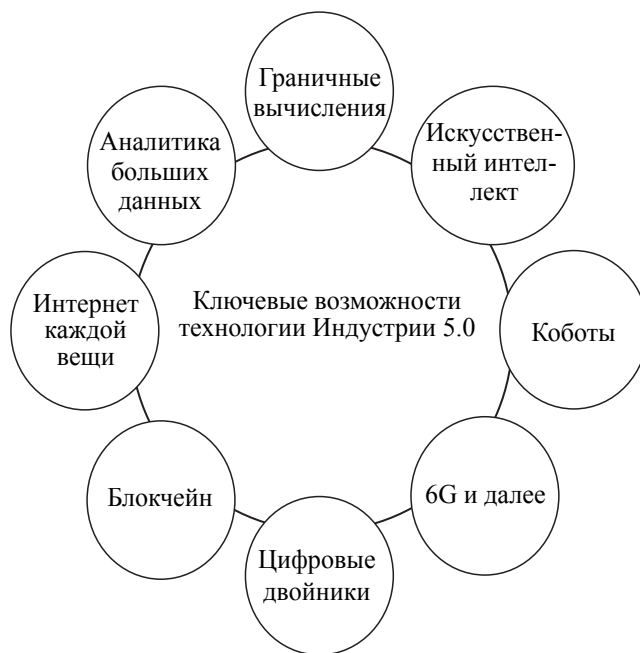 Граничные
вычисления
Искусствен-
ный интел-
лект
Коботы
6G и далее
Цифровые
двойники
Блокчейн
Интернет
каждой
вещи
Аналитика
больших
данных
Ключевые возможности
технологии Индустрии 5.0